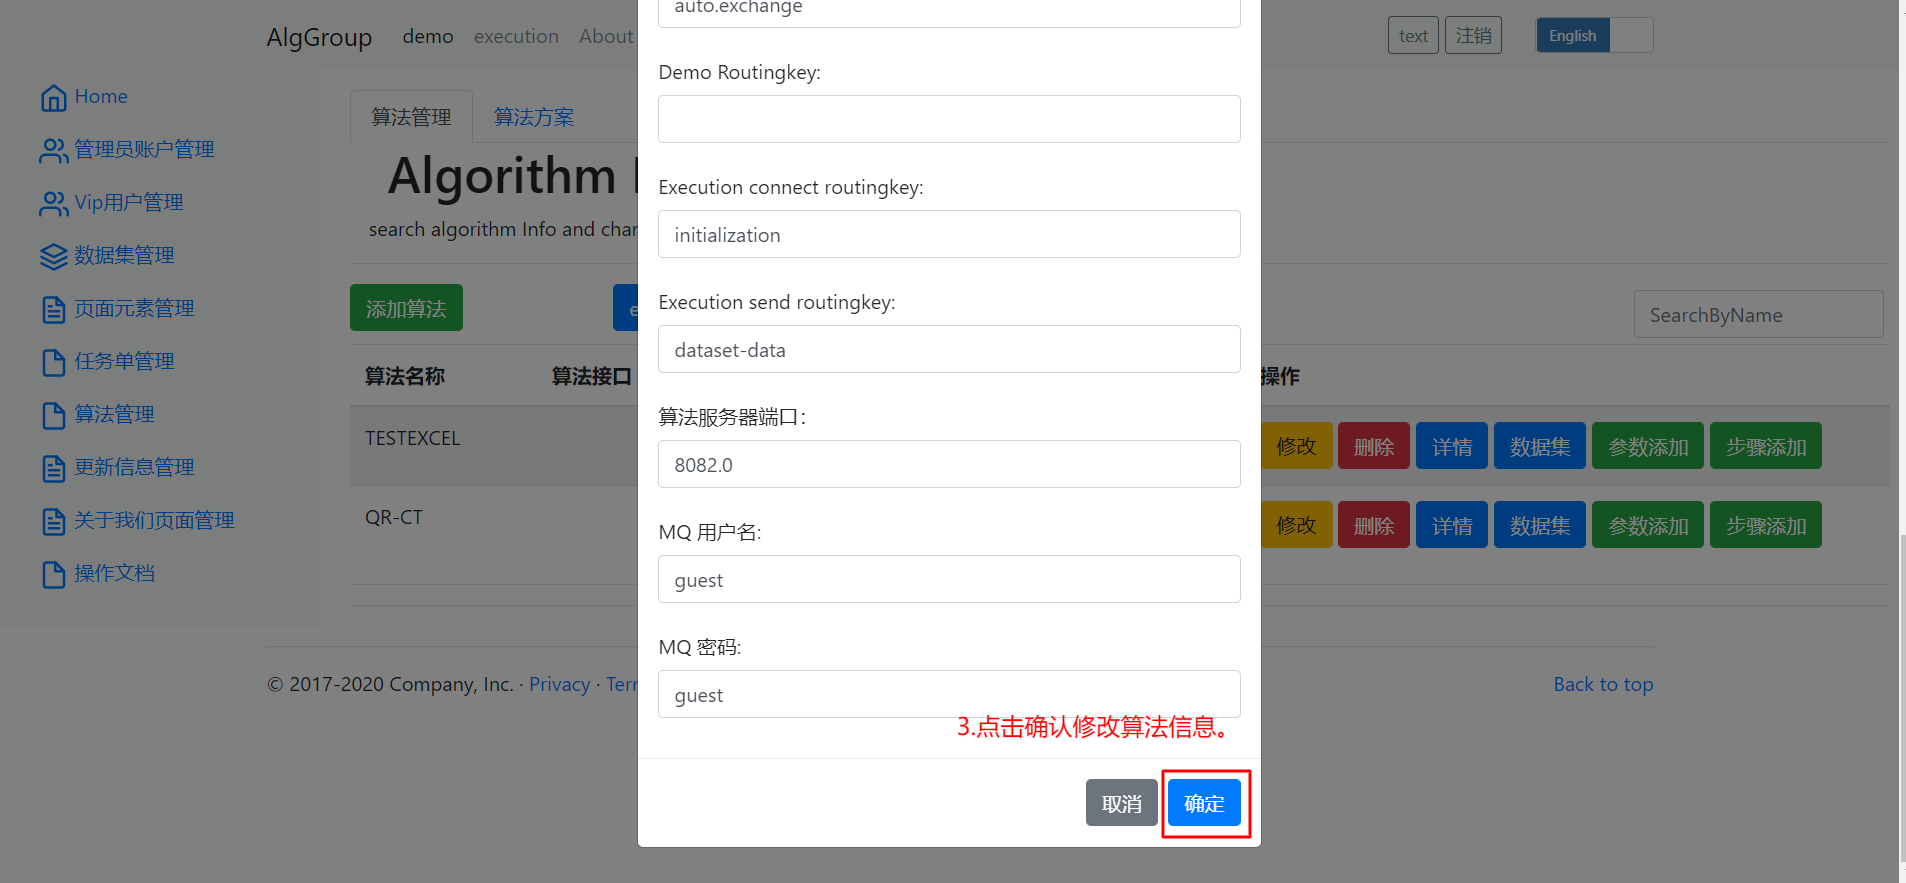 auto.exchange
AlgGroup demo execution About text 注销 English
Demo Routingkey:
Home
算法管理 算法方案
管理员账户管理
Algorithm
Execution connect routingkey:
Vip用户管理
search algorithm Info and char
initialization
数据集管理
Execution send routingkey:
页面元素管理
添加算法 e SearchByName
dataset-data
任务单管理
算法名称 算法接口 操作
算法管理
算法服务器端口:
TESTEXCEL 修改 删除 详情 数据集 参数添加 步骤添加
更新信息管理
8082.0
QR-CT 修改 删除 详情 数据集 参数添加 步骤添加
关于我们页面管理
MQ 用户名:
操作文档
guest
MQ 密码:
© 2017-2020 Company, Inc. · Privacy · Terr Back to top
guest
3.点击确认修改算法信息。
取消 确定